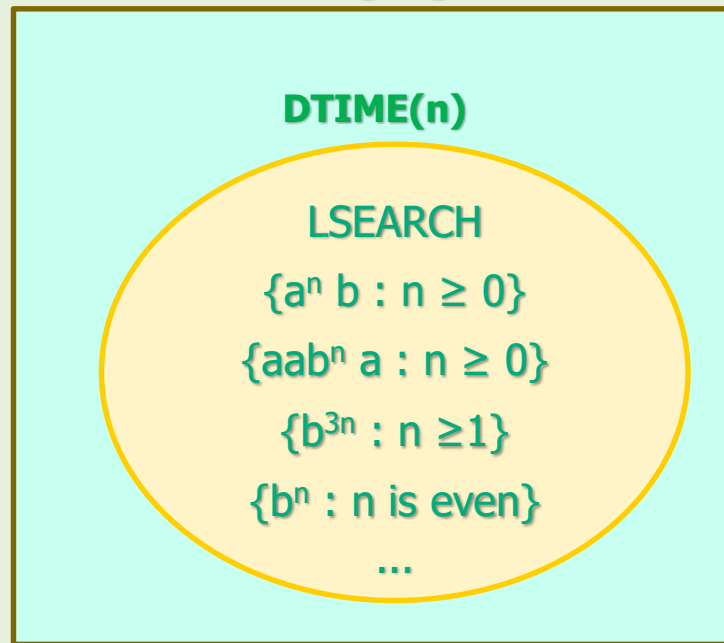 DTIME(n)
LSEARCH
{aⁿ b : n ≥ 0}
{aabⁿ a : n ≥ 0}
{b³ⁿ : n ≥1}
{bⁿ : n is even}
...